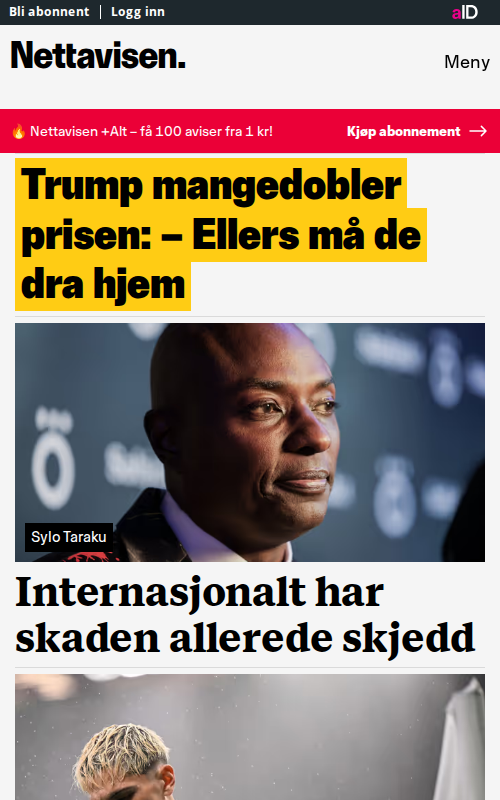 Bli abonnent
Logg inn
aID
Nettavisen.
Meny
🔥 Nettavisen +Alt – få 100 aviser fra 1 kr!
Kjøp abonnement →
Trump mangedobler
prisen: – Ellers må de
dra hjem
Sylo Taraku
Internasjonalt har
skaden allerede skjedd